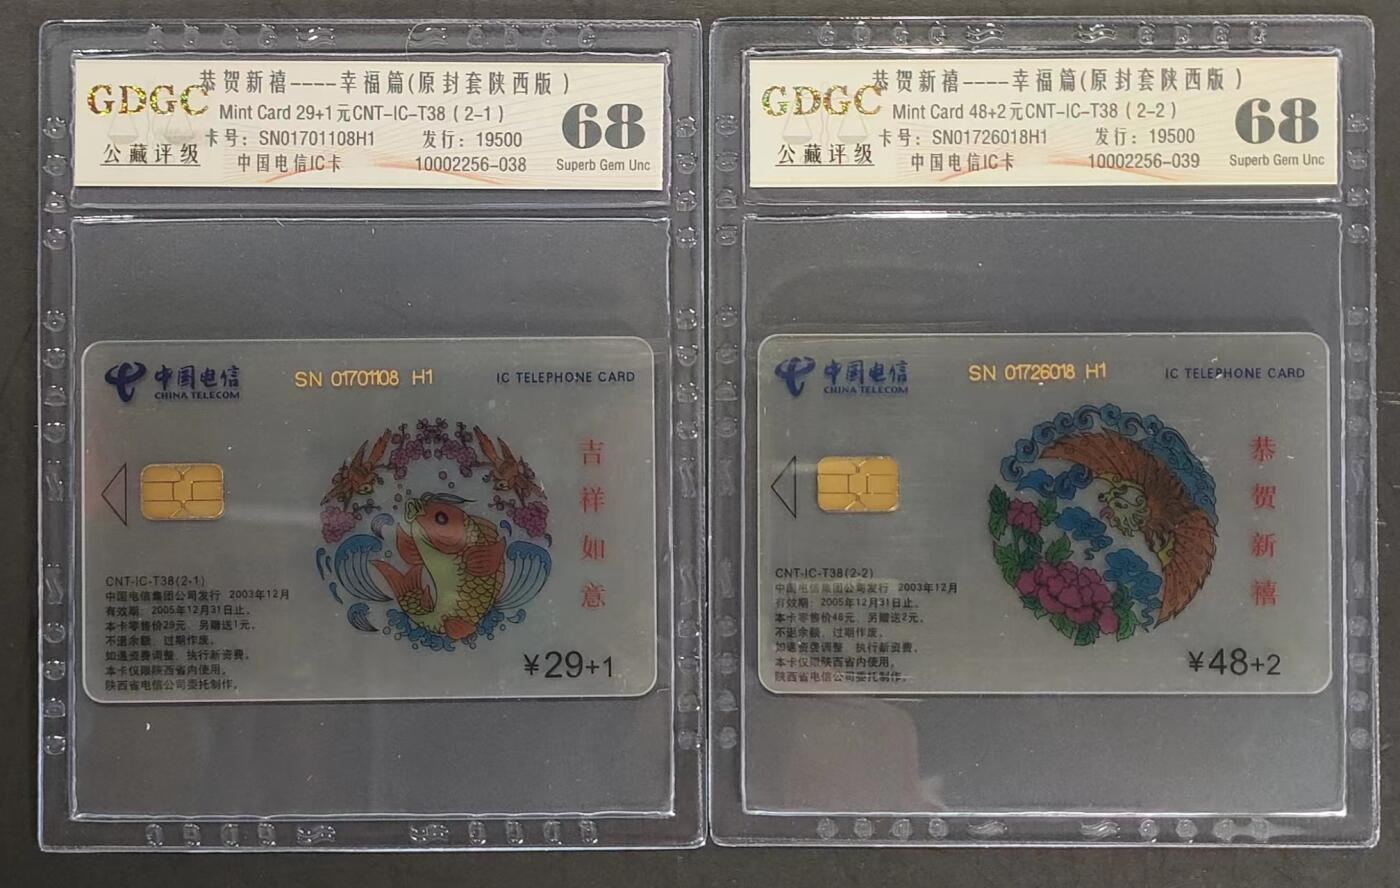 恭贺新禧----幸福篇(原封套陕西版 )
GDGC
Mint Card 29+1元CNT-IC-T38 ( 2-1 )
68
卡号: SN01701108H1 发行: 19500
公藏评级
中国电信IC卡 10002256-038
Superb Gem Unc
中国电信
CHINA TELECOM
SN 01701108 H1
IC TELEPHONE CARD
吉祥如意
CNT-IC-T38(2-1)
中国电信集团公司发行 2003年12月
有效期: 2005年12月31日止。
本卡零售价29元，另赠送1元。
不退余额，过期作废。
如遇资费调整，执行新资费。
本卡仅限陕西省内使用。
陕西省电信公司委托制作。
¥29+1
恭贺新禧----幸福篇(原封套陕西版 )
GDGC
Mint Card 48+2元CNT-IC-T38 ( 2-2 )
68
卡号: SN01726018H1 发行: 19500
公藏评级
中国电信IC卡 10002256-039
Superb Gem Unc
中国电信
CHINA TELECOM
SN 01726018 H1
IC TELEPHONE CARD
恭贺新禧
CNT-IC-T38(2-2)
中国电信集团公司发行 2003年12月
有效期: 2005年12月31日止。
本卡零售价48元，另赠送2元。
不退余额，过期作废。
如遇资费调整，执行新资费。
本卡仅限陕西省内使用。
陕西省电信公司委托制作。
¥48+2